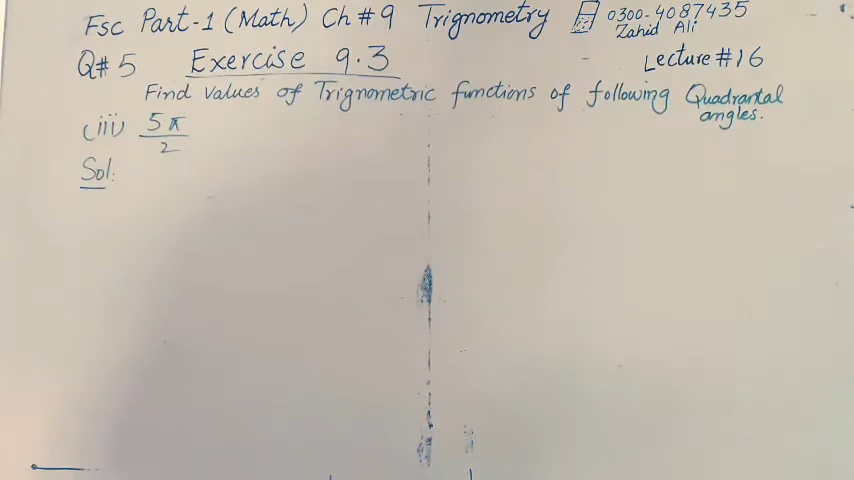 Fsc Part-1 (Math) Ch # 9 Trignometry 0300-4087435
Zahid Ali
Q# 5 Exercise 9.3 Lecture # 16
Find values of Trignometric functions of following Quadrantal angles.
(iii) 5π/2
Sol: